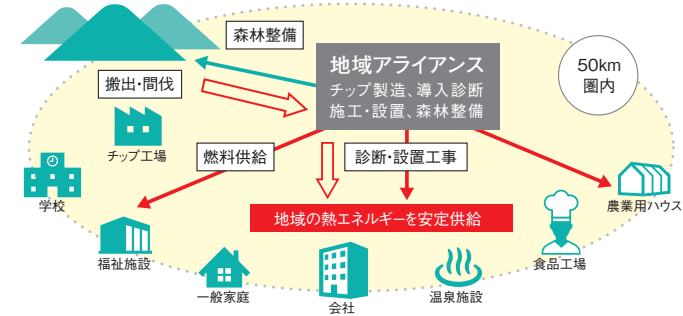 森林整備
地域アライアンス
チップ製造、導入診断
施工・設置、森林整備
50km
圏内
搬出・間伐
チップ工場
燃料供給
診断・設置工事
学校
農業用ハウス
地域の熱エネルギーを安定供給
福祉施設
食品工場
一般家庭
会社
温泉施設